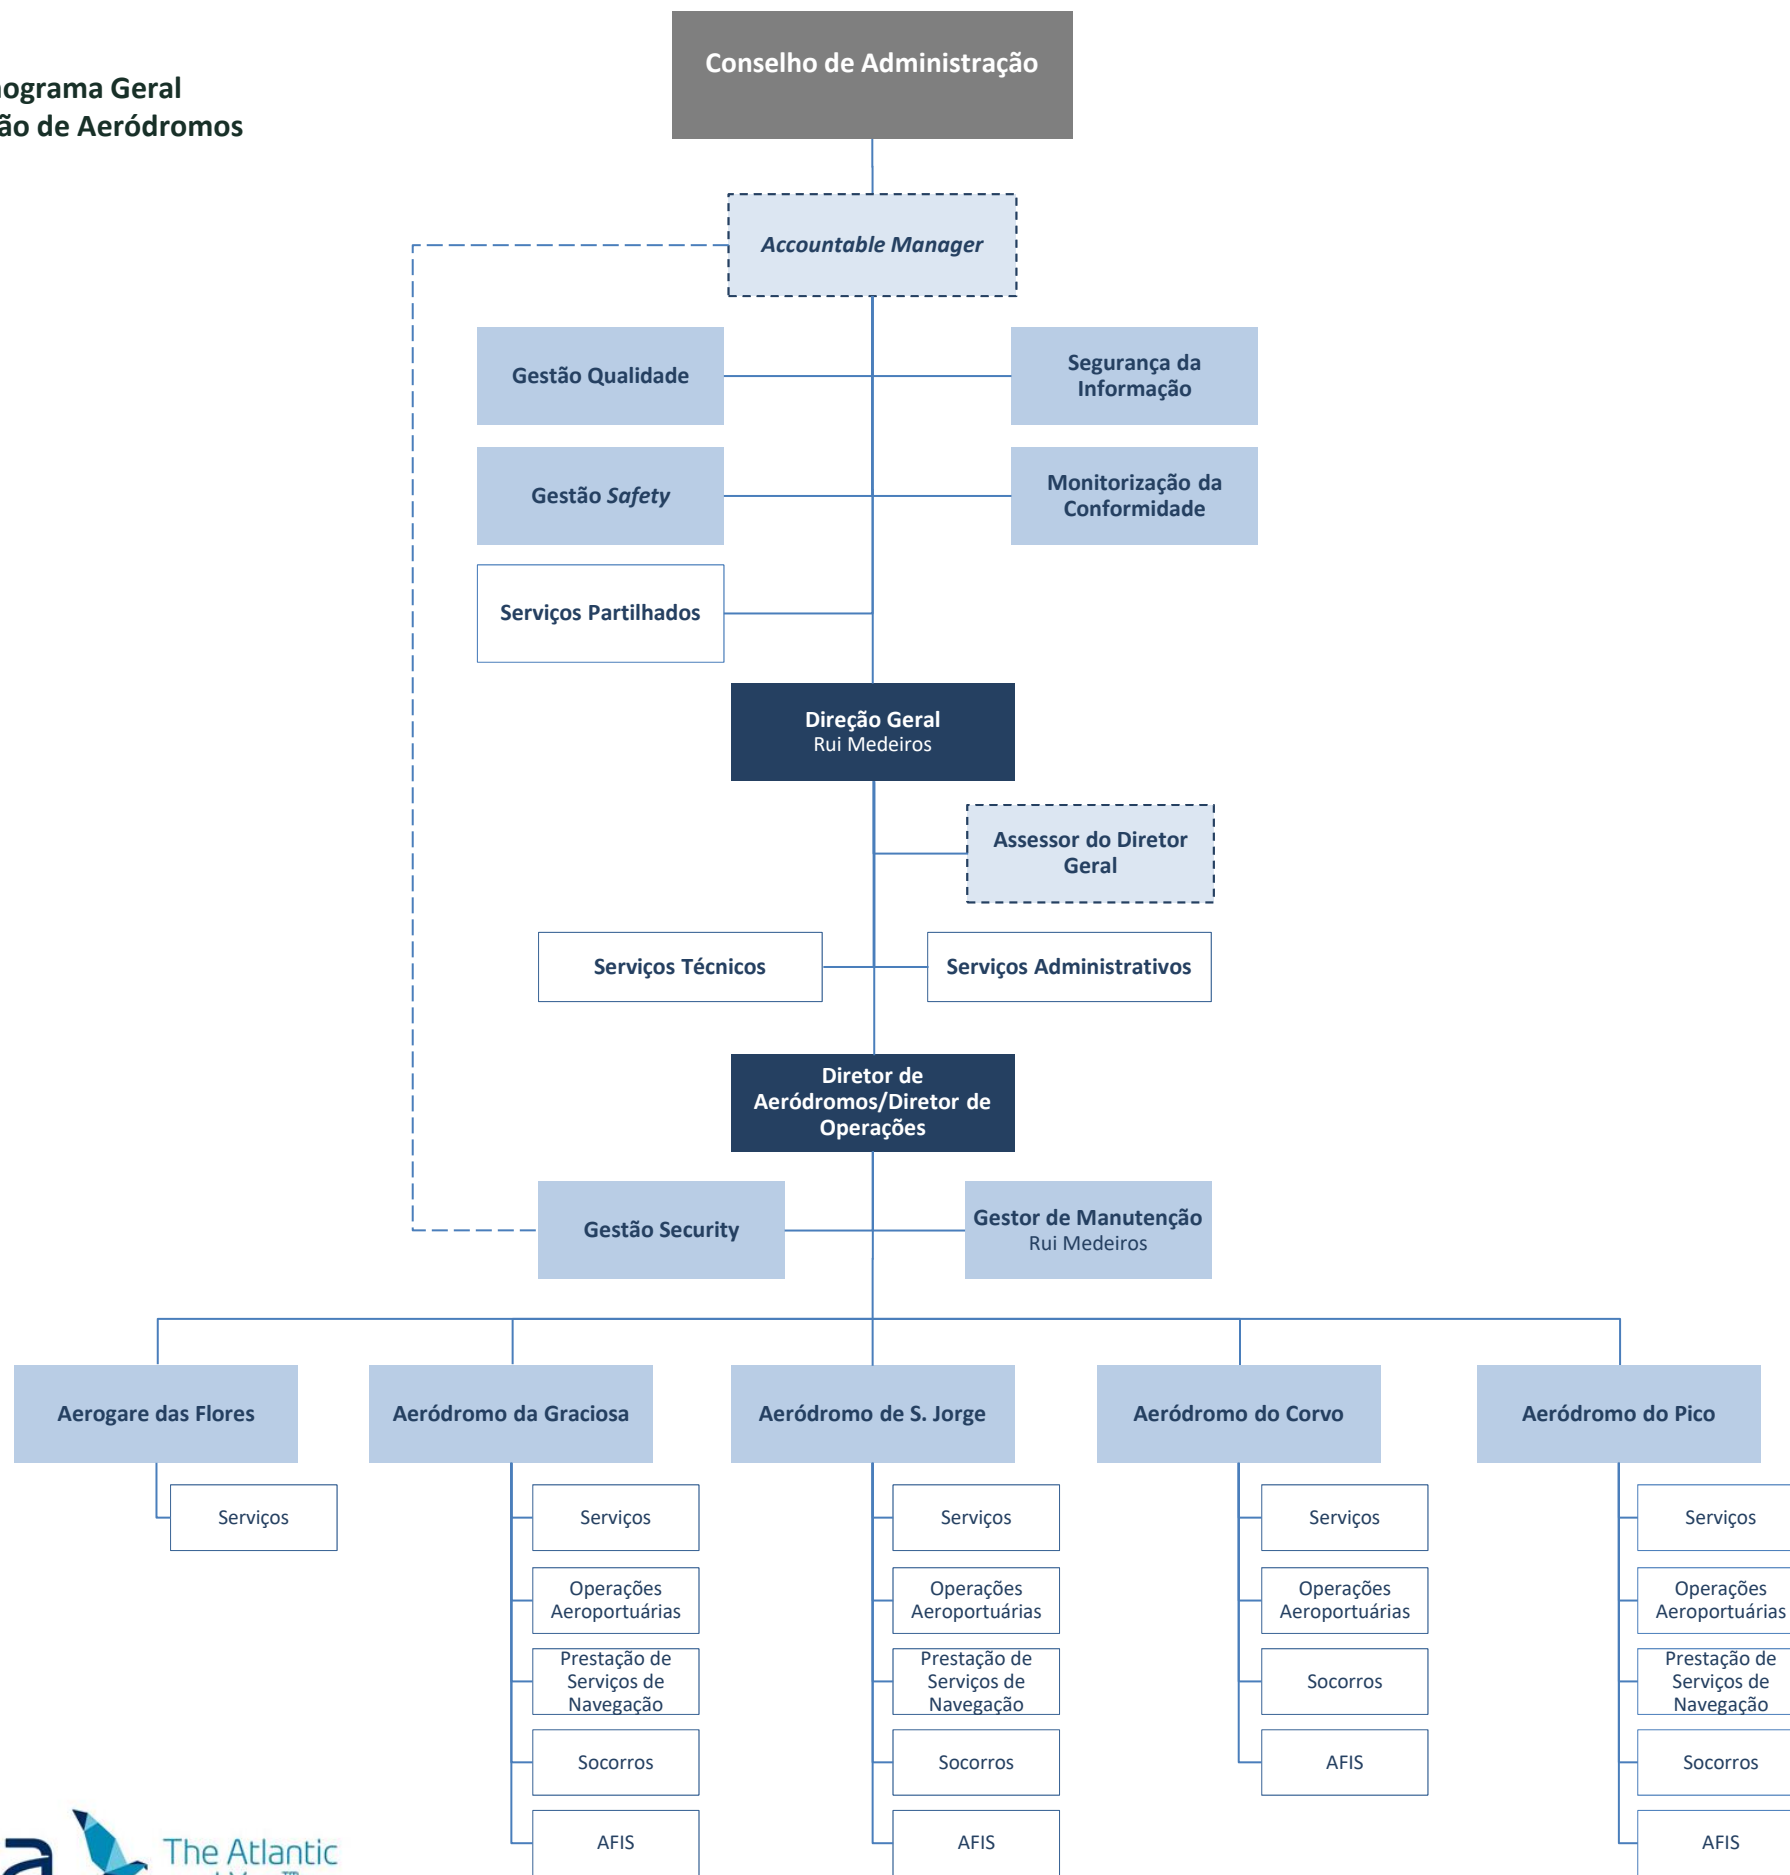 Conselho de Administração
ograma Geral
ão de Aeródromos
Accountable Manager
Gestão Qualidade
Segurança da
Informação
Gestão Safety
Monitorização da
Conformidade
Serviços Partilhados
Direção Geral
Rui Medeiros
Assessor do Diretor
Geral
Serviços Técnicos
Serviços Administrativos
Diretor de
Aeródromos/Diretor de
Operações
Gestão Security
Gestor de Manutenção
Rui Medeiros
Aerogare das Flores
Aeródromo da Graciosa
Aeródromo de S. Jorge
Aeródromo do Corvo
Aeródromo do Pico
Serviços
Serviços
Serviços
Serviços
Serviços
Operações
Aeroportuárias
Operações
Aeroportuárias
Operações
Aeroportuárias
Operações
Aeroportuárias
Prestação de
Serviços de
Navegação
Prestação de
Serviços de
Navegação
Socorros
Prestação de
Serviços de
Navegação
Socorros
Socorros
AFIS
Socorros
AFIS
AFIS
AFIS
a
The Atlantic